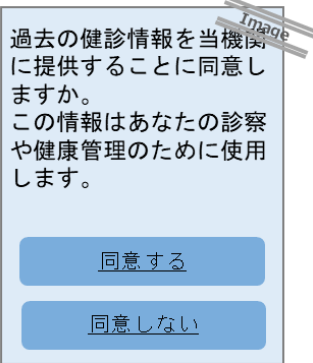 Image
過去の健診情報を当機関
に提供することに同意し
ますか。
この情報はあなたの診察
や健康管理のために使用
します。
同意する
同意しない